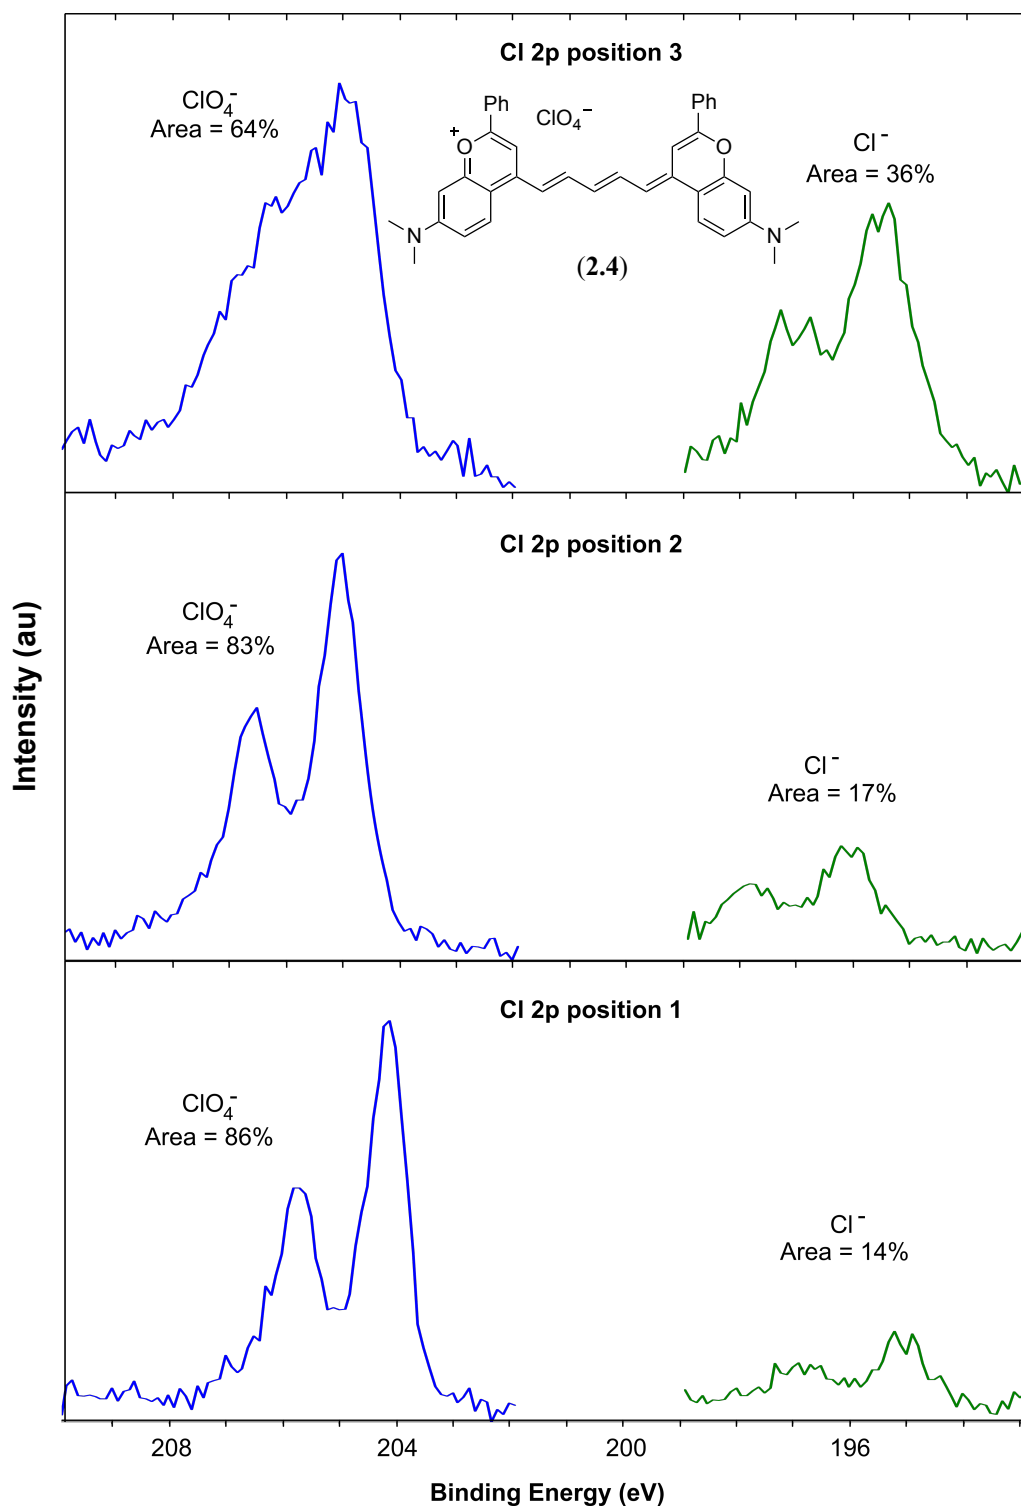 Cl 2p position 3
ClO₄⁻
Area = 64%
Ph
ClO₄⁻
Ph
+
O
O
N
N
(2.4)
Cl⁻
Area = 36%
Cl 2p position 2
ClO₄⁻
Area = 83%
Cl⁻
Area = 17%
Intensity (au)
Cl 2p position 1
ClO₄⁻
Area = 86%
Cl⁻
Area = 14%
208 204 200 196
Binding Energy (eV)